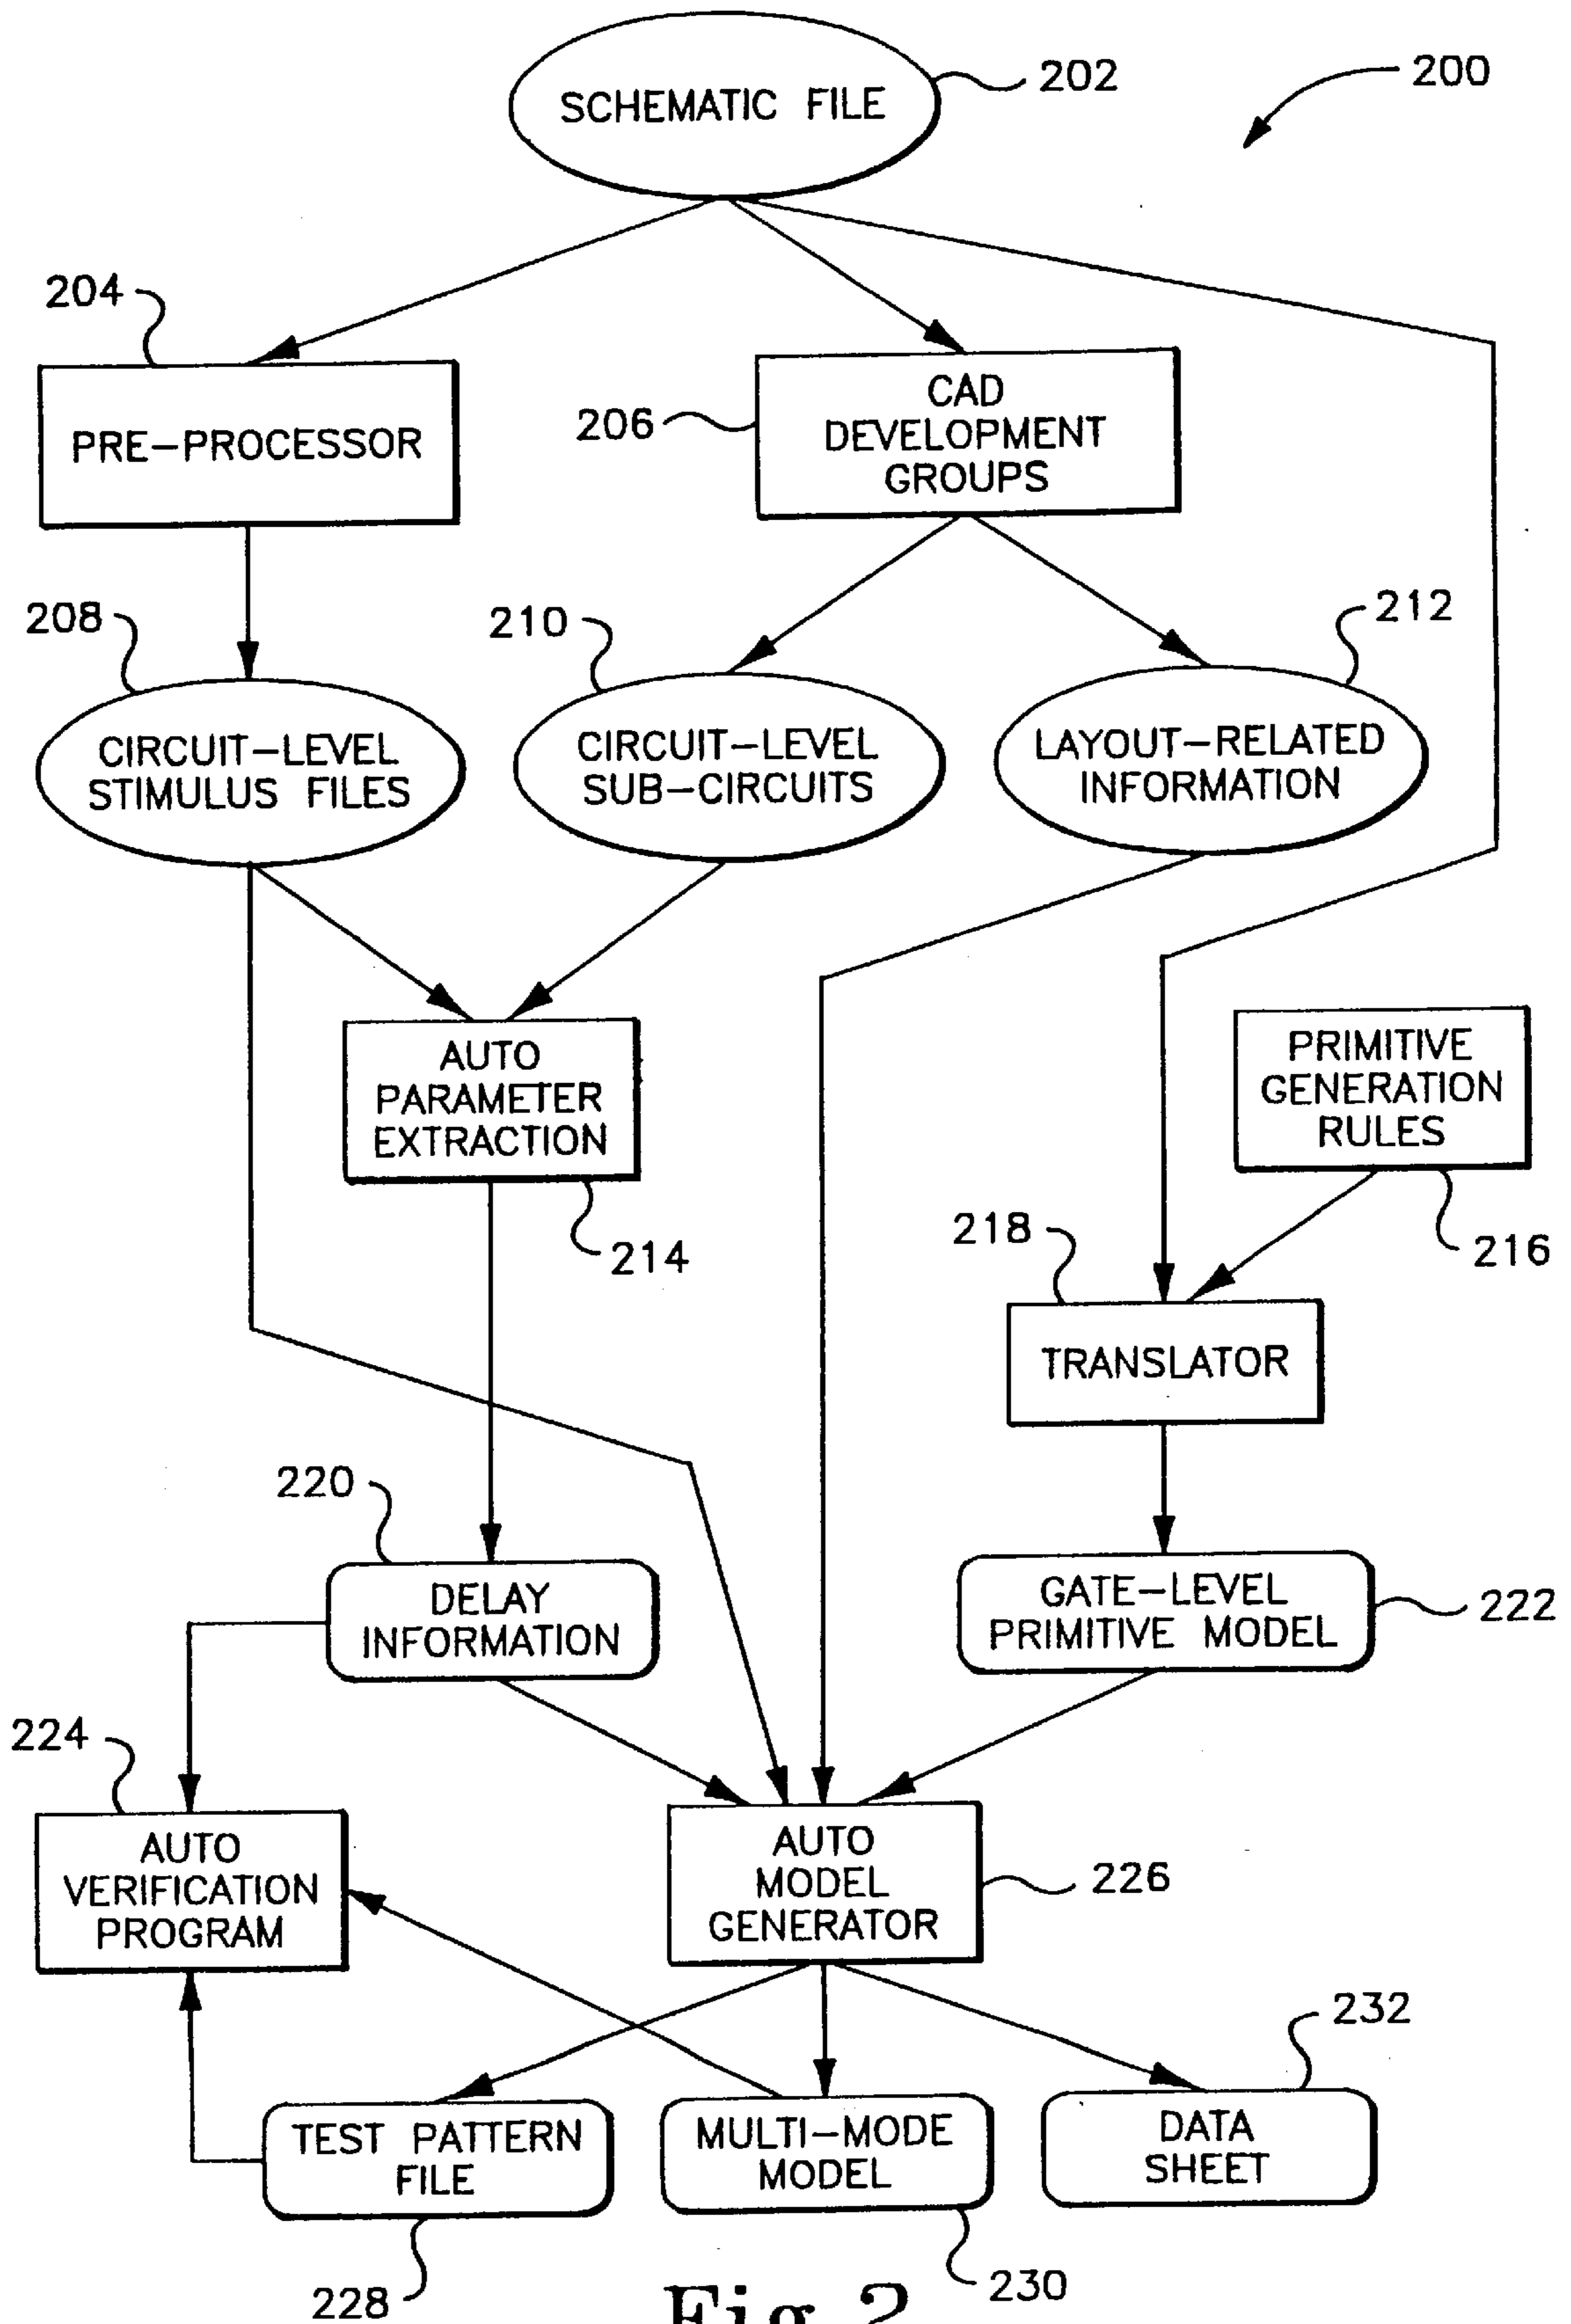 SCHEMATIC FILE
202
200
204
PRE-PROCESSOR
206
CAD
DEVELOPMENT
GROUPS
208
210
212
CIRCUIT-LEVEL
STIMULUS FILES
CIRCUIT-LEVEL
SUB-CIRCUITS
LAYOUT-RELATED
INFORMATION
AUTO
PARAMETER
EXTRACTION
214
PRIMITIVE
GENERATION
RULES
216
218
TRANSLATOR
220
DELAY
INFORMATION
GATE-LEVEL
PRIMITIVE MODEL
222
224
AUTO
VERIFICATION
PROGRAM
AUTO
MODEL
GENERATOR
226
232
TEST PATTERN
FILE
MULTI-MODE
MODEL
DATA
SHEET
228
230
Fig. 2